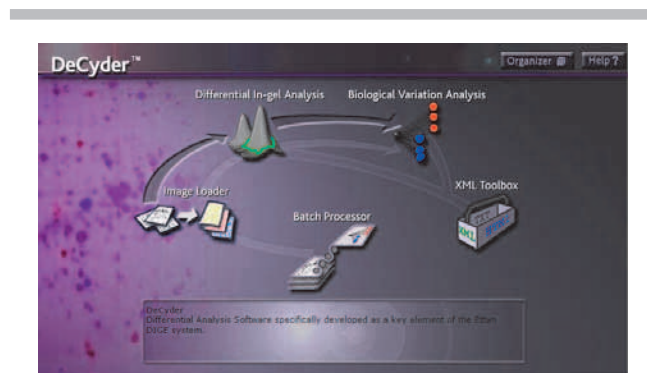 DeCyder™
Organizer
Help ?
Differential In-gel Analysis
Biological Variation Analysis
Image Loader
XML Toolbox
Batch Processor
XML
DeCyder
Differential Analysis Software specifically developed as a key element of the Ettan
DIGE system.